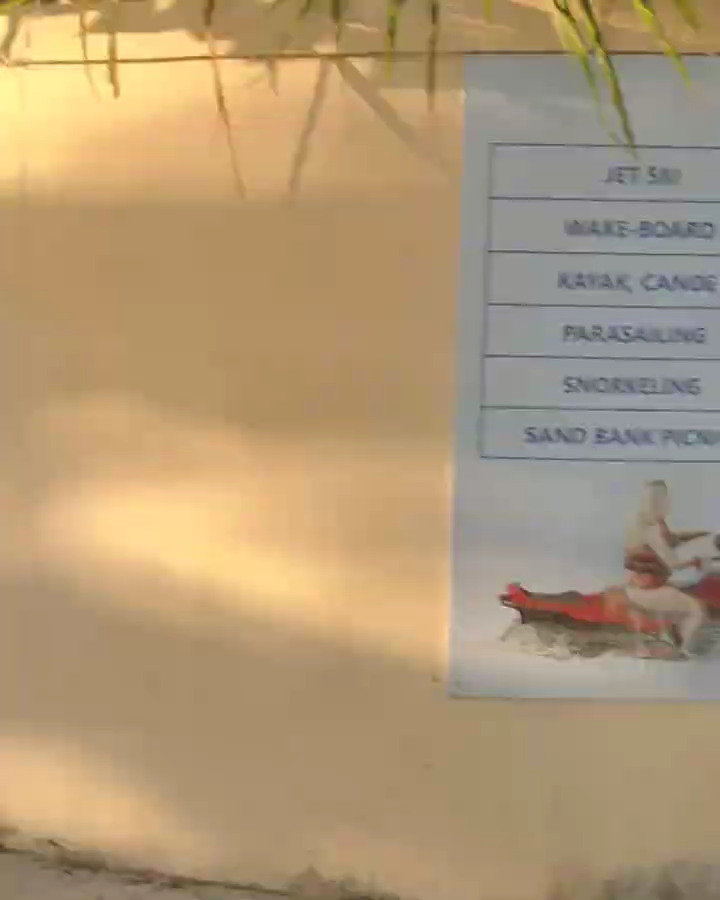 JET SKI
WAKE-BOARD
KAYAK, CANOE
PARASAILING
SNORKELING
SAND BANK